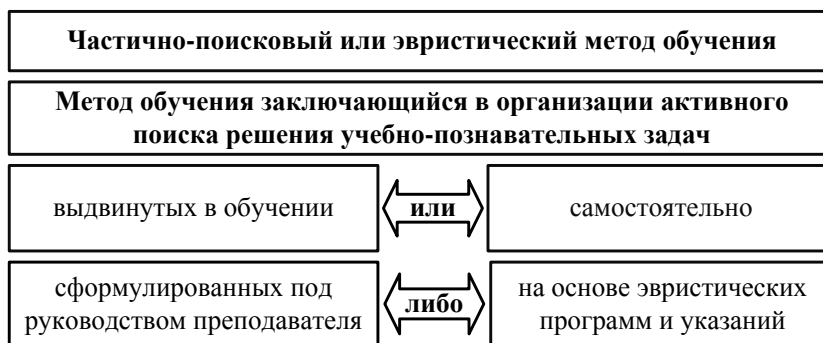 Частично-поисковый или эвристический метод обучения
Метод обучения заключающийся в организации активного
поиска решения учебно-познавательных задач
выдвинутых в обучении
или
самостоятельно
сформулированных под
руководством преподавателя
либо
на основе эвристических
программ и указаний